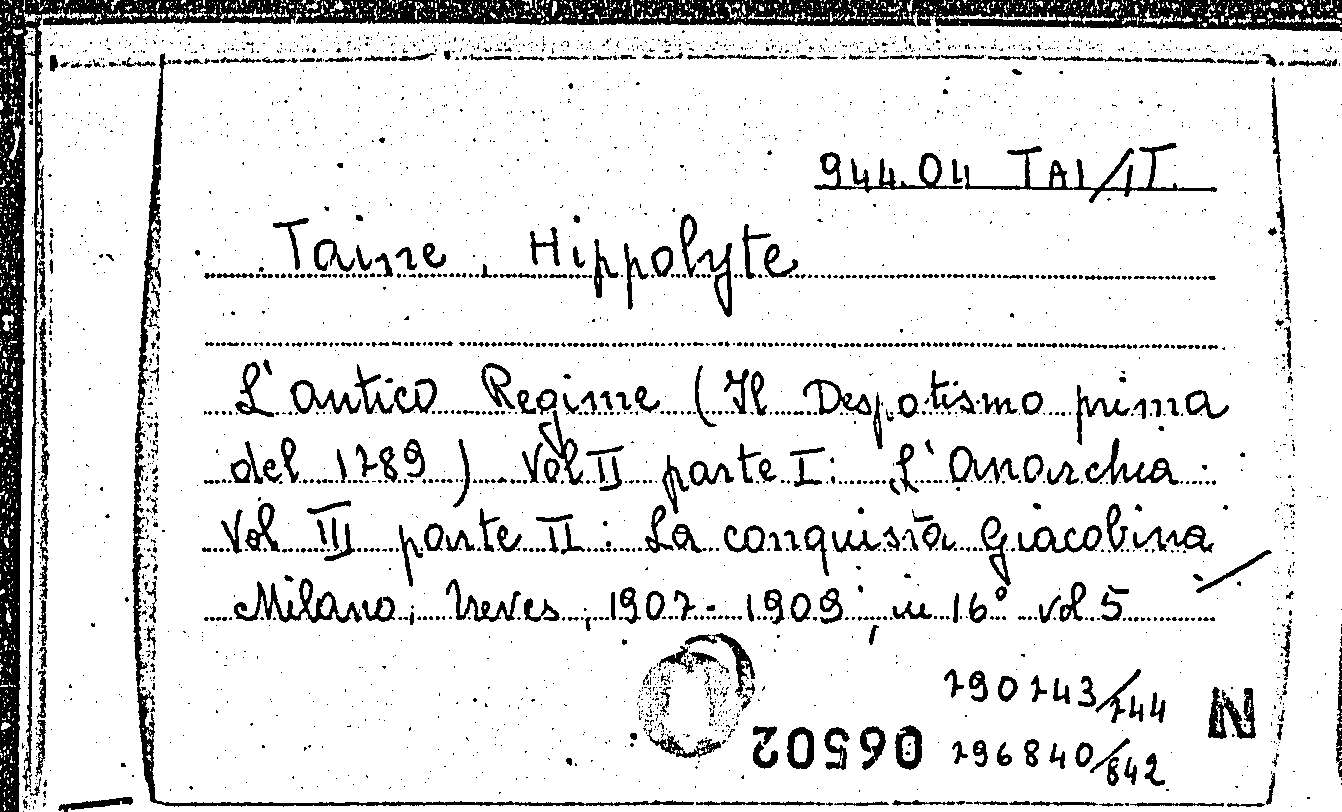 944.04 TAI/IT.
Taine, Hippolyte
L'antico Regime (Il Despotismo prima
del 1789) Vol II parte I: L'Anarchia.
Vol III parte II: La conquista Giacobina
Milano, Treves, 1907-1909, in 16° vol 5
790743/744
796840/842
06502
N